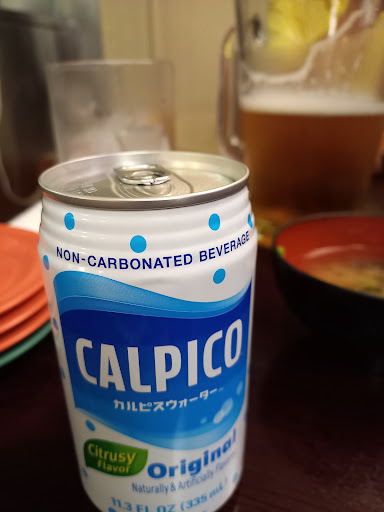 NON-CARBONATED BEVERAGE
CALPICO
カルピスウォーター
Citrusy
Flavor
Original
Naturally & Artificially Flavored
11.3 FL OZ (335 mL)